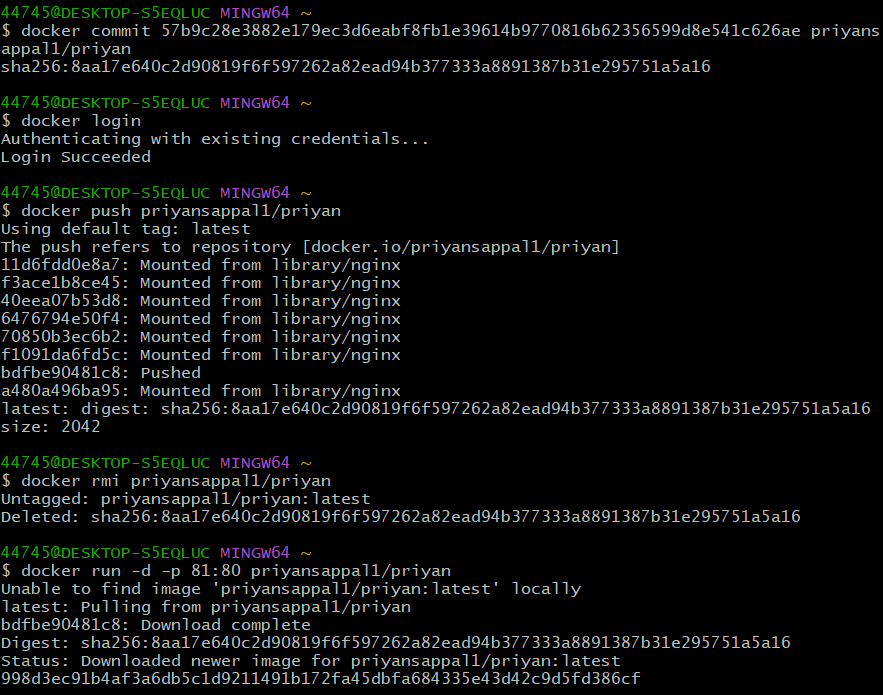 44745@DESKTOP-S5EQLUC MINGW64 ~
$ docker commit 57b9c28e3882e179ec3d6eabf8fb1e39614b9770816b62356599d8e541c626ae priyans
appal1/priyan
sha256:8aa17e640c2d90819f6f597262a82ead94b377333a8891387b31e295751a5a16

44745@DESKTOP-S5EQLUC MINGW64 ~
$ docker login
Authenticating with existing credentials...
Login Succeeded

44745@DESKTOP-S5EQLUC MINGW64 ~
$ docker push priyansappal1/priyan
Using default tag: latest
The push refers to repository [docker.io/priyansappal1/priyan]
11d6fdd0e8a7: Mounted from library/nginx
f3ace1b8ce45: Mounted from library/nginx
40eea07b53d8: Mounted from library/nginx
6476794e50f4: Mounted from library/nginx
70850b3ec6b2: Mounted from library/nginx
f1091da6fd5c: Mounted from library/nginx
bdfbe90481c8: Pushed
a480a496ba95: Mounted from library/nginx
latest: digest: sha256:8aa17e640c2d90819f6f597262a82ead94b377333a8891387b31e295751a5a16
size: 2042

44745@DESKTOP-S5EQLUC MINGW64 ~
$ docker rmi priyansappal1/priyan
Untagged: priyansappal1/priyan:latest
Deleted: sha256:8aa17e640c2d90819f6f597262a82ead94b377333a8891387b31e295751a5a16

44745@DESKTOP-S5EQLUC MINGW64 ~
$ docker run -d -p 81:80 priyansappal1/priyan
Unable to find image 'priyansappal1/priyan:latest' locally
latest: Pulling from priyansappal1/priyan
bdfbe90481c8: Download complete
Digest: sha256:8aa17e640c2d90819f6f597262a82ead94b377333a8891387b31e295751a5a16
Status: Downloaded newer image for priyansappal1/priyan:latest
998d3ec91b4af3a6db5c1d9211491b172fa45dbfa684335e43d42c9d5fd386cf